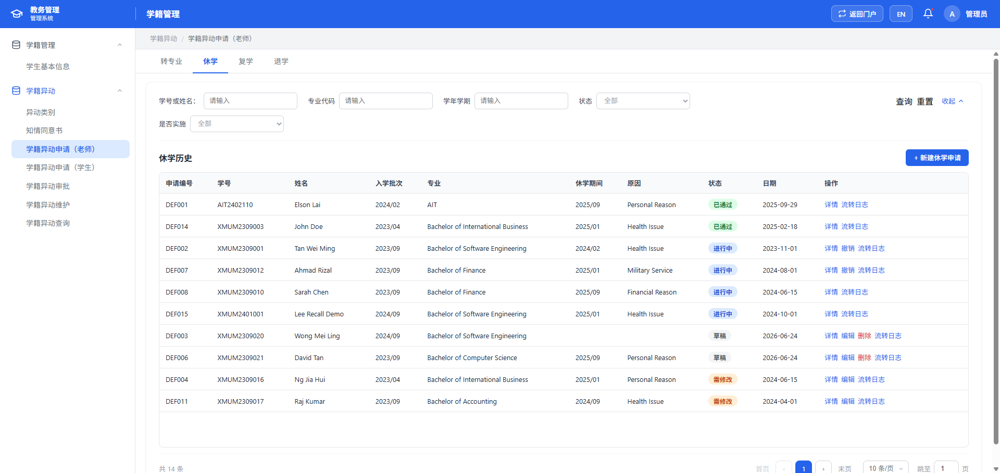 教务管理
管理系统
学籍管理
返回门户
EN
A
管理员
学籍管理
学生基本信息
学籍异动
异动类别
知情同意书
学籍异动申请（老师）
学籍异动申请（学生）
学籍异动审批
学籍异动维护
学籍异动查询
学籍异动 / 学籍异动申请（老师）
转专业 休学 复学 退学
学号或姓名： 请输入 专业代码 请输入 学年学期 请输入 状态 全部 查询 重置 收起
是否实施 全部
休学历史 + 新建休学申请
申请编号 学号 姓名 入学批次 专业 休学期间 原因 状态 日期 操作
DEF001 AIT2402110 Elson Lai 2024/02 AIT 2025/09 Personal Reason 已通过 2025-09-29 详情 流转日志
DEF014 XMUM2309003 John Doe 2023/04 Bachelor of International Business 2025/01 Health Issue 已通过 2025-02-18 详情 流转日志
DEF002 XMUM2309001 Tan Wei Ming 2023/09 Bachelor of Software Engineering 2024/02 Health Issue 进行中 2023-11-01 详情 撤销 流转日志
DEF007 XMUM2309012 Ahmad Rizal 2023/09 Bachelor of Finance 2025/01 Military Service 进行中 2024-08-01 详情 撤销 流转日志
DEF008 XMUM2309010 Sarah Chen 2023/09 Bachelor of Finance 2025/09 Financial Reason 进行中 2024-06-15 详情 流转日志
DEF015 XMUM2401001 Lee Recall Demo 2024/09 Bachelor of Software Engineering 2025/01 Health Issue 进行中 2024-10-01 详情 流转日志
DEF003 XMUM2309020 Wong Mei Ling 2024/09 Bachelor of Software Engineering 草稿 2026-06-24 详情 编辑 删除 流转日志
DEF006 XMUM2309021 David Tan 2023/09 Bachelor of Computer Science 2025/09 Personal Reason 草稿 2026-06-24 详情 编辑 删除 流转日志
DEF004 XMUM2309016 Ng Jia Hui 2023/04 Bachelor of International Business 2025/01 Personal Reason 需修改 2024-06-15 详情 编辑 流转日志
DEF011 XMUM2309017 Raj Kumar 2023/09 Bachelor of Accounting 2024/09 Health Issue 需修改 2024-04-01 详情 编辑 流转日志
共 14 条 首页 ‹ 1 › 末页 10 条/页 跳至 1 页